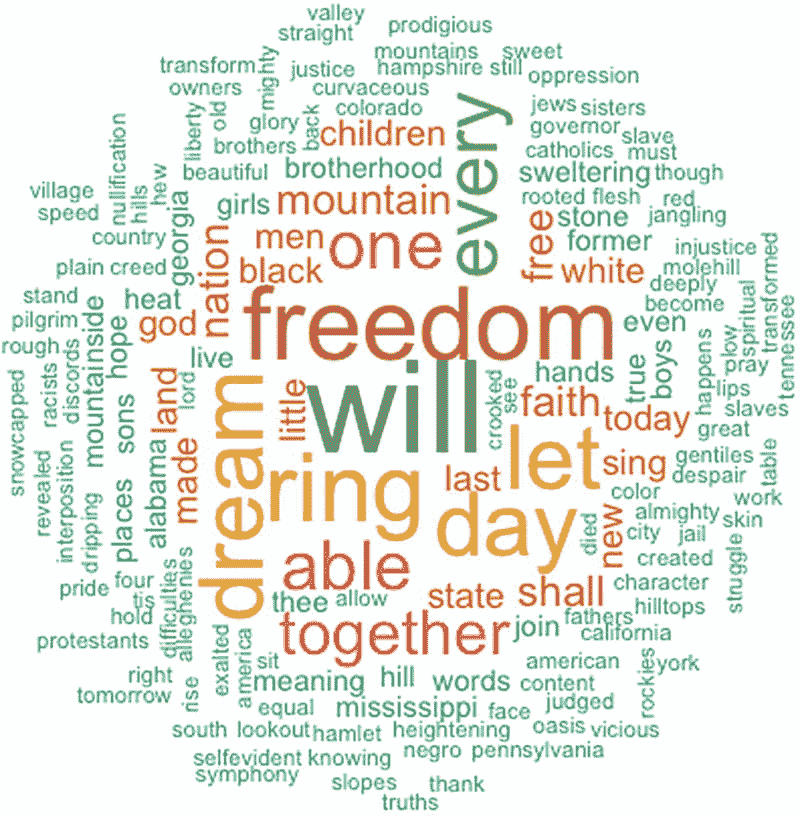 valley
straight
prodigious
mountains
sweet
transform
justice
hampshire
still
oppression
owners
mighty
curvaceous
old
colorado
jews
sisters
liberty
glory
back
children
every
governor
slave
brothers
catholics
must
nullification
beautiful
brotherhood
sweltering
though
hew
village
hills
speed
georgia
girls
mountain
rooted
flesh
red
free
stone
jangling
country
nation
men
one
former
injustice
plain
creed
black
white
molehill
deeply
stand
heat
freedom
become
spiritual
transformed
pilgrim
mountainside
god
even
low
rough
hope
live
will
true
boys
happens
pray
tennessee
snowcapped
racists
discords
sons
land
lord
dream
little
crooked
see
hands
faith
today
lips
slaves
great
let
revealed
interposition
places
alabama
made
ring
last
sing
gentiles
despair
table
dripping
day
color
work
new
almighty
skin
died
city
jail
struggle
able
created
pride
four
difficulties
alleghenies
state
shall
character
tis
thee
allow
hilltops
hold
together
join
fathers
california
protestants
exalted
america
sit
american
rockies
york
right
meaning
hill
words
content
tomorrow
rise
equal
mississippi
face
judged
south
lookout
hamlet
heightening
oasis
vicious
selfevident
knowing
negro
pennsylvania
symphony
slopes
thank
truths